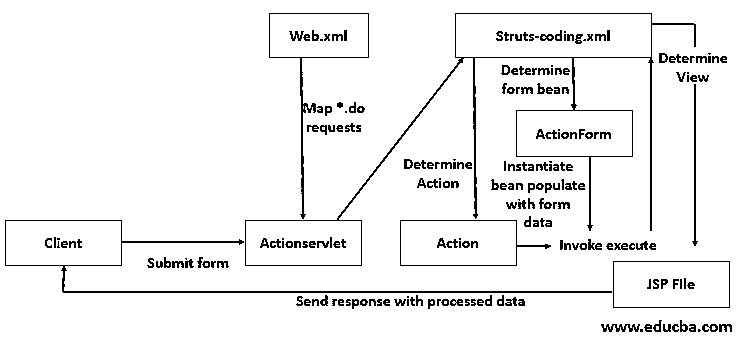 Web.xml
Struts-coding.xml
Determine
View
Determine
form bean
Map *.do
requests
ActionForm
Determine
Action
Instantiate
bean populate
with form
data
Client
Submit form
Actionservlet
Action
Invoke execute
JSP File
Send response with processed data
www.educba.com